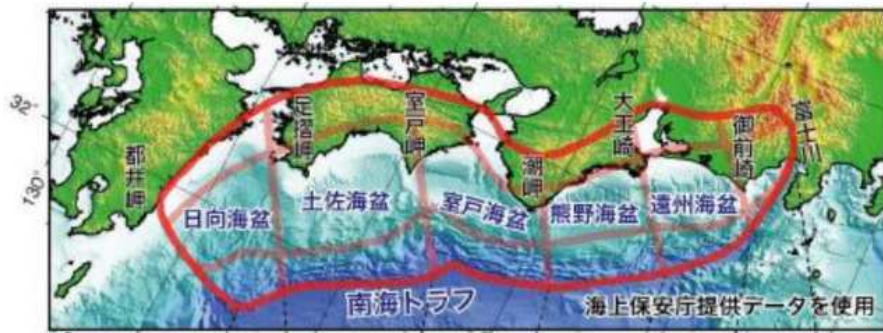 32°
130°
都井岬
足摺岬
室戸岬
潮岬
大王崎
御前崎
富士川
日向海盆
土佐海盆
室戸海盆
熊野海盆
遠州海盆
南海トラフ
海上保安庁提供データを使用